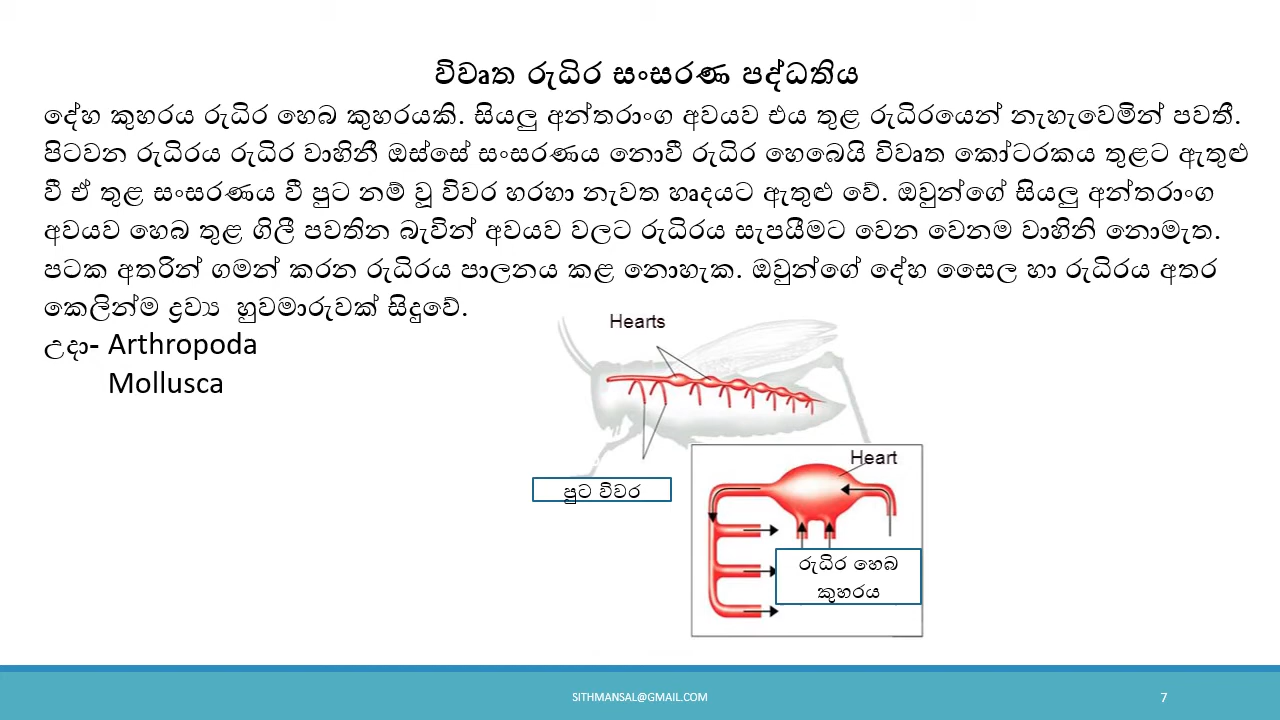 විවෘත රුධිර සංසරණ පද්ධතිය
දේහ කුහරය රුධිර හෙබ කුහරයකි. සියලු අන්තරාංග අවයව එය තුළ රුධිරයෙන් නැහැවෙමින් පවතී.
පිටවන රුධිරය රුධිර වාහිනී ඔස්සේ සංසරණය නොවී රුධිර හෙබෙයි විවෘත කෝටරකය තුළට ඇතුළු
වී ඒ තුළ සංසරණය වී පුට නම් වූ විවර හරහා නැවත හෘදයට ඇතුළු වේ. ඔවුන්ගේ සියලු අන්තරාංග
අවයව හෙබ තුළ ගිලී පවතින බැවින් අවයව වලට රුධිරය සැපයීමට වෙන වෙනම වාහිනි නොමැත.
පටක අතරින් ගමන් කරන රුධිරය පාලනය කළ නොහැක. ඔවුන්ගේ දේහ සෛල හා රුධිරය අතර
කෙලින්ම ද්‍රව්‍ය හුවමාරුවක් සිදුවේ.
උදා- Arthropoda
Mollusca
Hearts
පුට විවර
Heart
රුධිර හෙබ
කුහරය
SITHMANSAL@GMAIL.COM
7